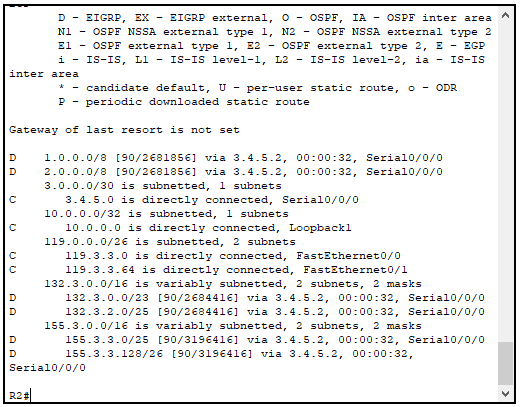 D - EIGRP, EX - EIGRP external, O - OSPF, IA - OSPF inter area
N1 - OSPF NSSA external type 1, N2 - OSPF NSSA external type 2
E1 - OSPF external type 1, E2 - OSPF external type 2, E - EGP
i - IS-IS, L1 - IS-IS level-1, L2 - IS-IS level-2, ia - IS-IS
inter area
* - candidate default, U - per-user static route, o - ODR
P - periodic downloaded static route
Gateway of last resort is not set
D 1.0.0.0/8 [90/2681856] via 3.4.5.2, 00:00:32, Serial0/0/0
D 2.0.0.0/8 [90/2681856] via 3.4.5.2, 00:00:32, Serial0/0/0
3.0.0.0/30 is subnetted, 1 subnets
C 3.4.5.0 is directly connected, Serial0/0/0
10.0.0.0/32 is subnetted, 1 subnets
C 10.0.0.0 is directly connected, Loopback1
119.0.0.0/26 is subnetted, 2 subnets
C 119.3.3.0 is directly connected, FastEthernet0/0
C 119.3.3.64 is directly connected, FastEthernet0/1
132.3.0.0/16 is variably subnetted, 2 subnets, 2 masks
D 132.3.0.0/23 [90/2684416] via 3.4.5.2, 00:00:32, Serial0/0/0
D 132.3.2.0/25 [90/2684416] via 3.4.5.2, 00:00:32, Serial0/0/0
155.3.0.0/16 is variably subnetted, 2 subnets, 2 masks
D 155.3.3.0/25 [90/3196416] via 3.4.5.2, 00:00:32, Serial0/0/0
D 155.3.3.128/26 [90/3196416] via 3.4.5.2, 00:00:32,
Serial0/0/0
R2#